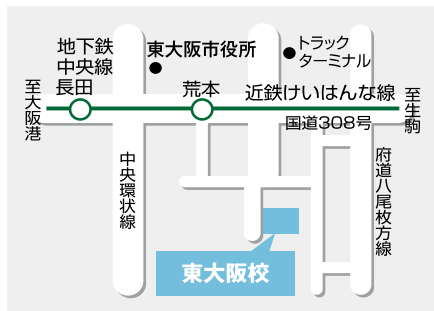 地下鉄
中央線
長田
東大阪市役所
トラック
ターミナル
荒本
近鉄けいはんな線
至大阪港
至生駒
国道308号
中央環状線
府道八尾枚方線
東大阪校